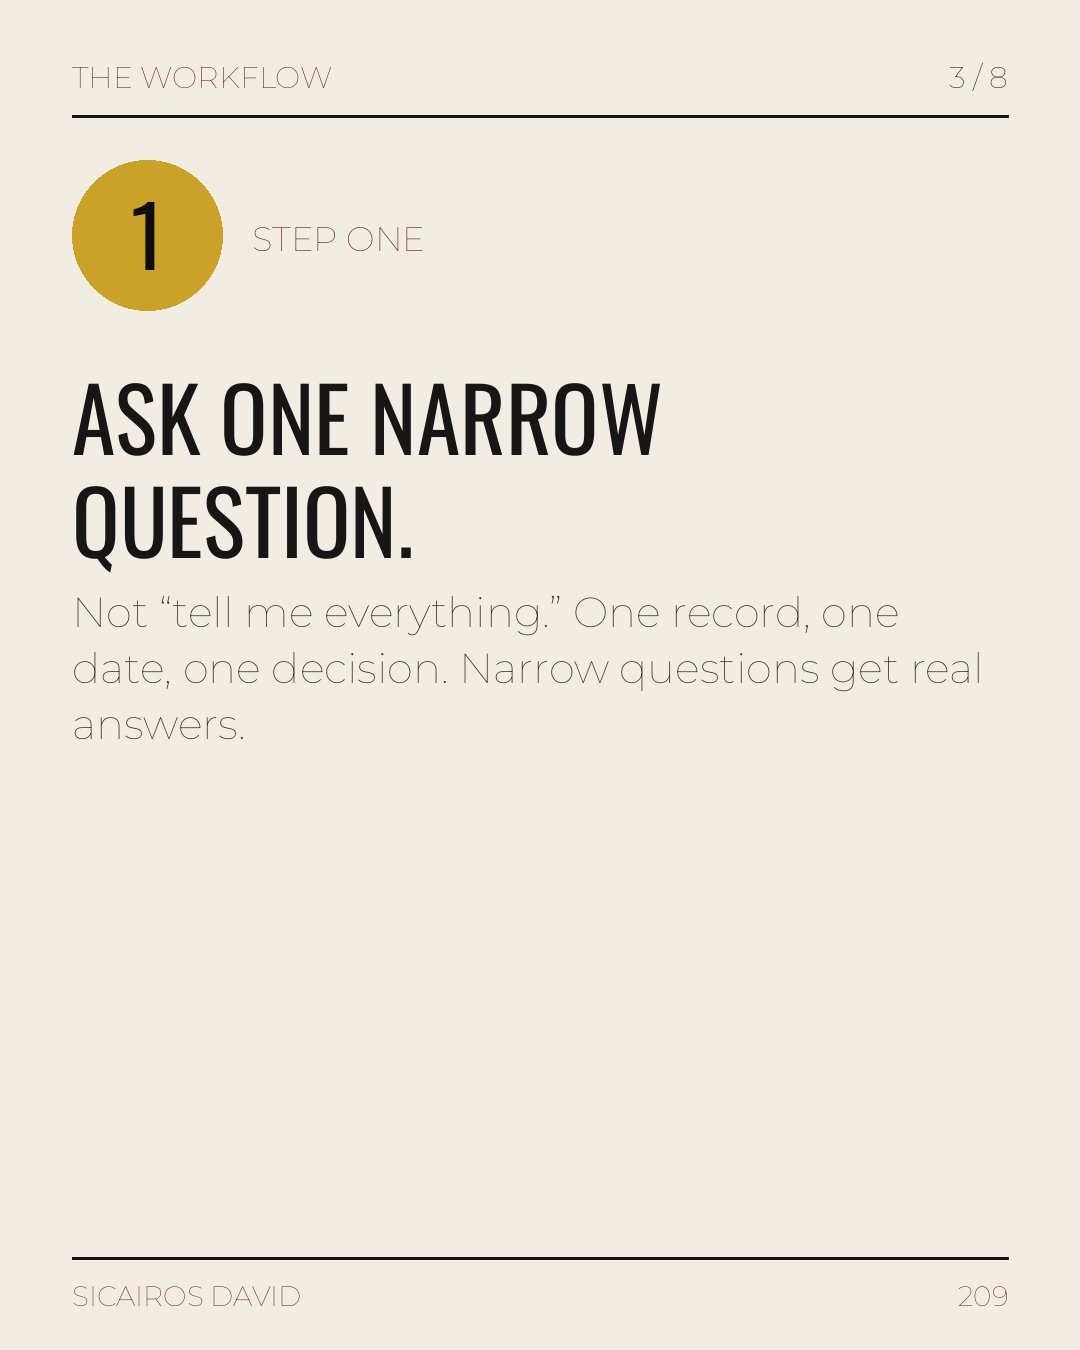 THE WORKFLOW
3 / 8
1
STEP ONE
ASK ONE NARROW
QUESTION.
Not “tell me everything.” One record, one
date, one decision. Narrow questions get real
answers.
SICAIROS DAVID
209